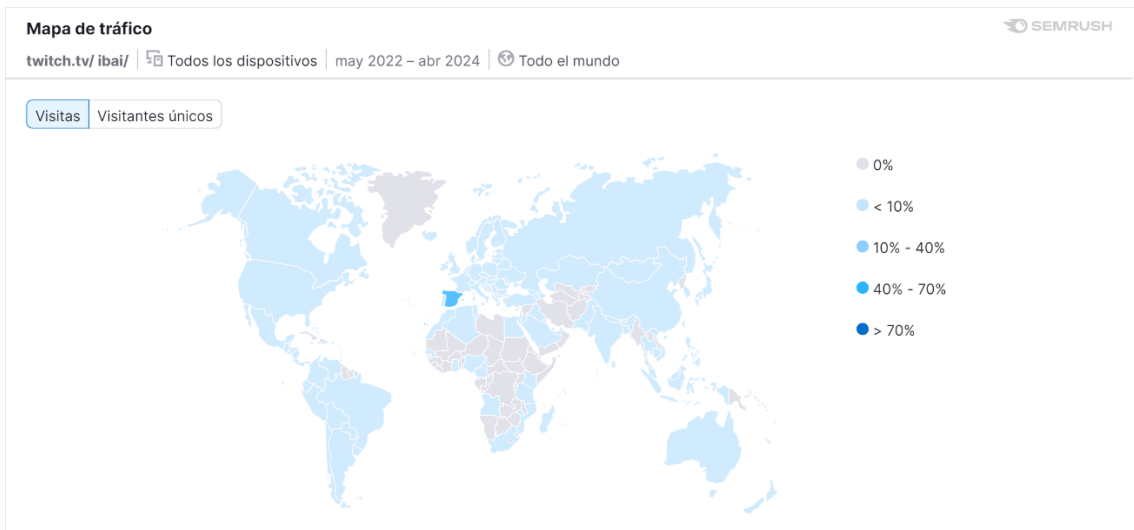 Mapa de tráfico
SEMRUSH
twitch.tv/ ibai/ Todos los dispositivos may 2022 – abr 2024 Todo el mundo
Visitas Visitantes únicos
0%
< 10%
10% - 40%
40% - 70%
> 70%